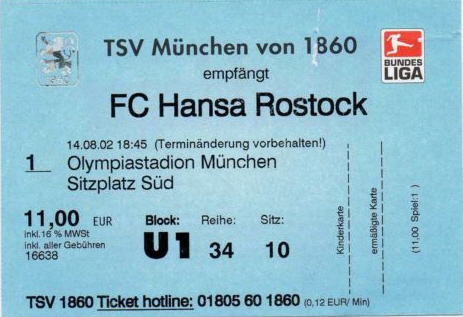 TSV München von 1860
empfängt
FC Hansa Rostock
BUNDES
LIGA
14.08.02 18:45 (Terminänderung vorbehalten!)
1 Olympiastadion München
Sitzplatz Süd
11,00 EUR
inkl.16 % MWSt
inkl. aller Gebühren
16638
Block: Reihe: Sitz:
U1 34 10
Kinderkarte
ermäßigte Karte
(11,00 Spiel:1 )
TSV 1860 Ticket hotline: 01805 60 1860 (0,12 EUR/ Min)